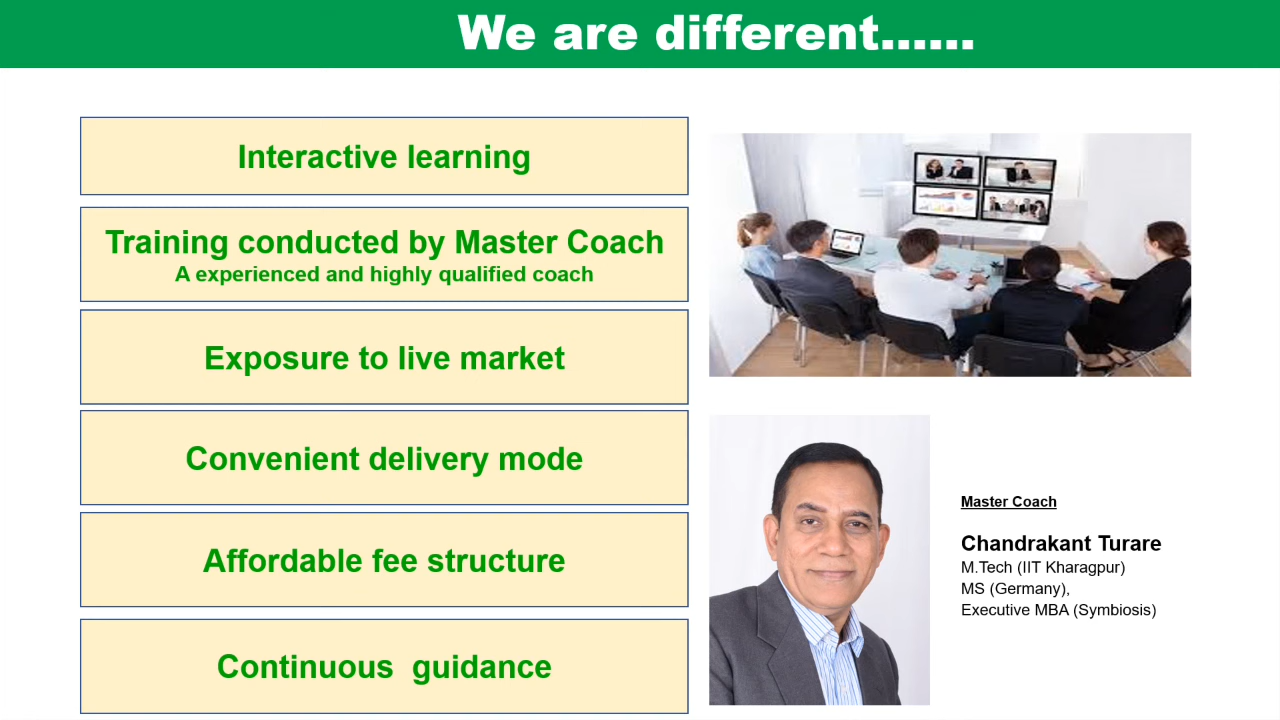 We are different......
Interactive learning
Training conducted by Master Coach
A experienced and highly qualified coach
Exposure to live market
Convenient delivery mode
Affordable fee structure
Continuous  guidance
Master Coach
Chandrakant Turare
M.Tech (IIT Kharagpur)
MS (Germany),
Executive MBA (Symbiosis)